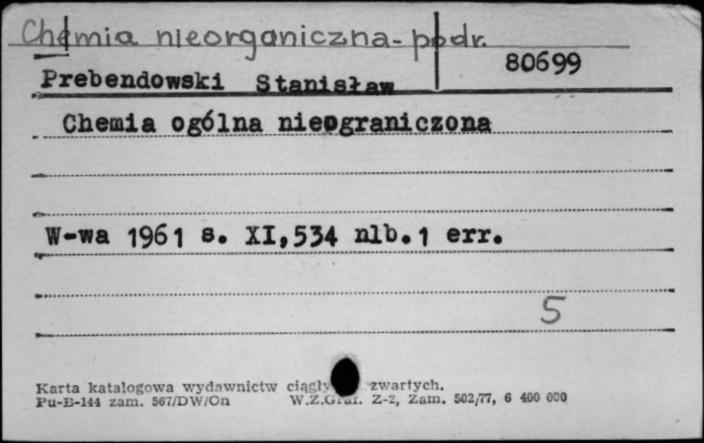 Chemia nieorganiczna - podr.
80699
Prebendowski Stanisław
Chemia ogólna nieograniczona
W-wa 1961 s. XI,534 nlb.1 err.
5
Karta katalogowa wydawnictw zwartych.
Pu-B-144 zam. 567/DW/On W.Z.Graf. Z-2, Zam. 502/77, 6 400 000